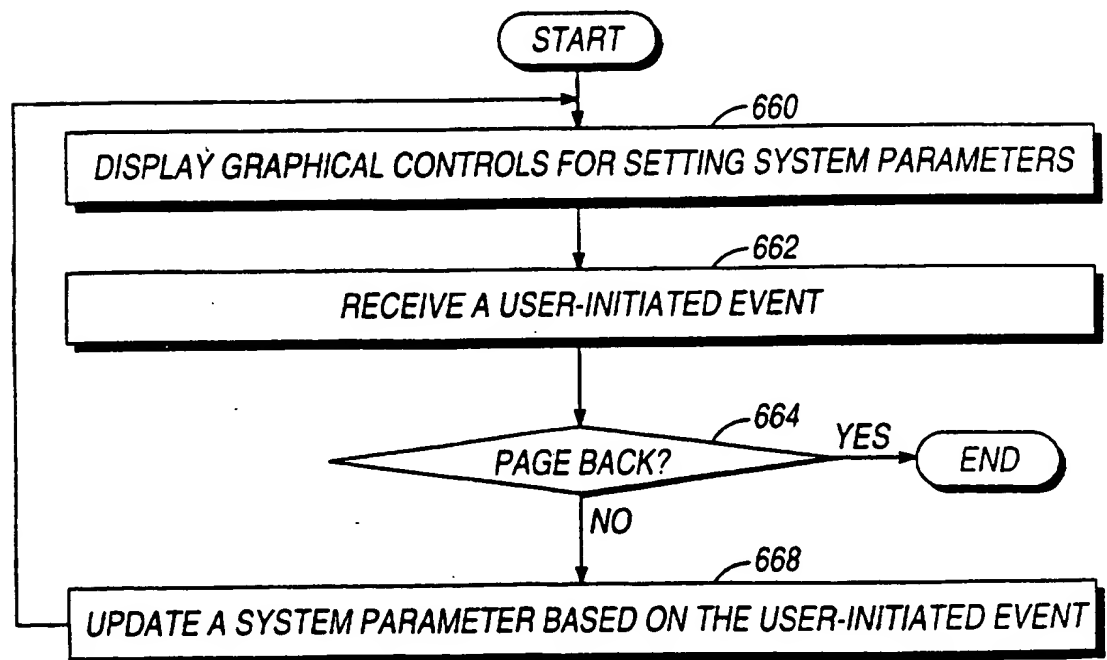 START
660
DISPLAY GRAPHICAL CONTROLS FOR SETTING SYSTEM PARAMETERS
662
RECEIVE A USER-INITIATED EVENT
664
PAGE BACK?
YES
END
NO
668
UPDATE A SYSTEM PARAMETER BASED ON THE USER-INITIATED EVENT